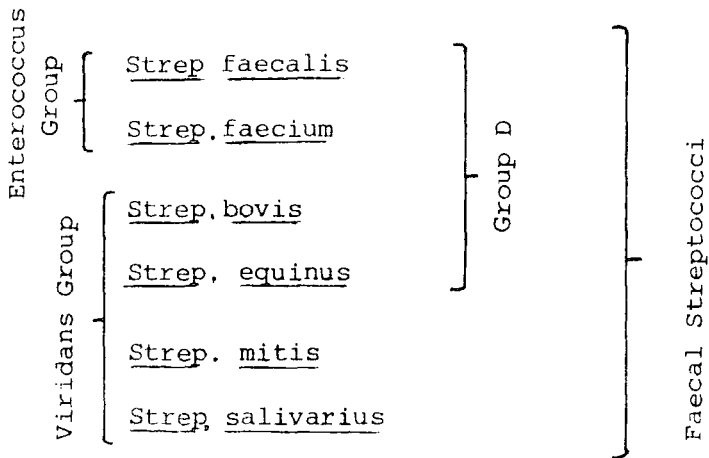 Enterococcus
Group
Strep faecalis
Strep. faecium
Viridans Group
Strep. bovis
Strep. equinus
Strep. mitis
Strep. salivarius
Group D
Faecal Streptococci